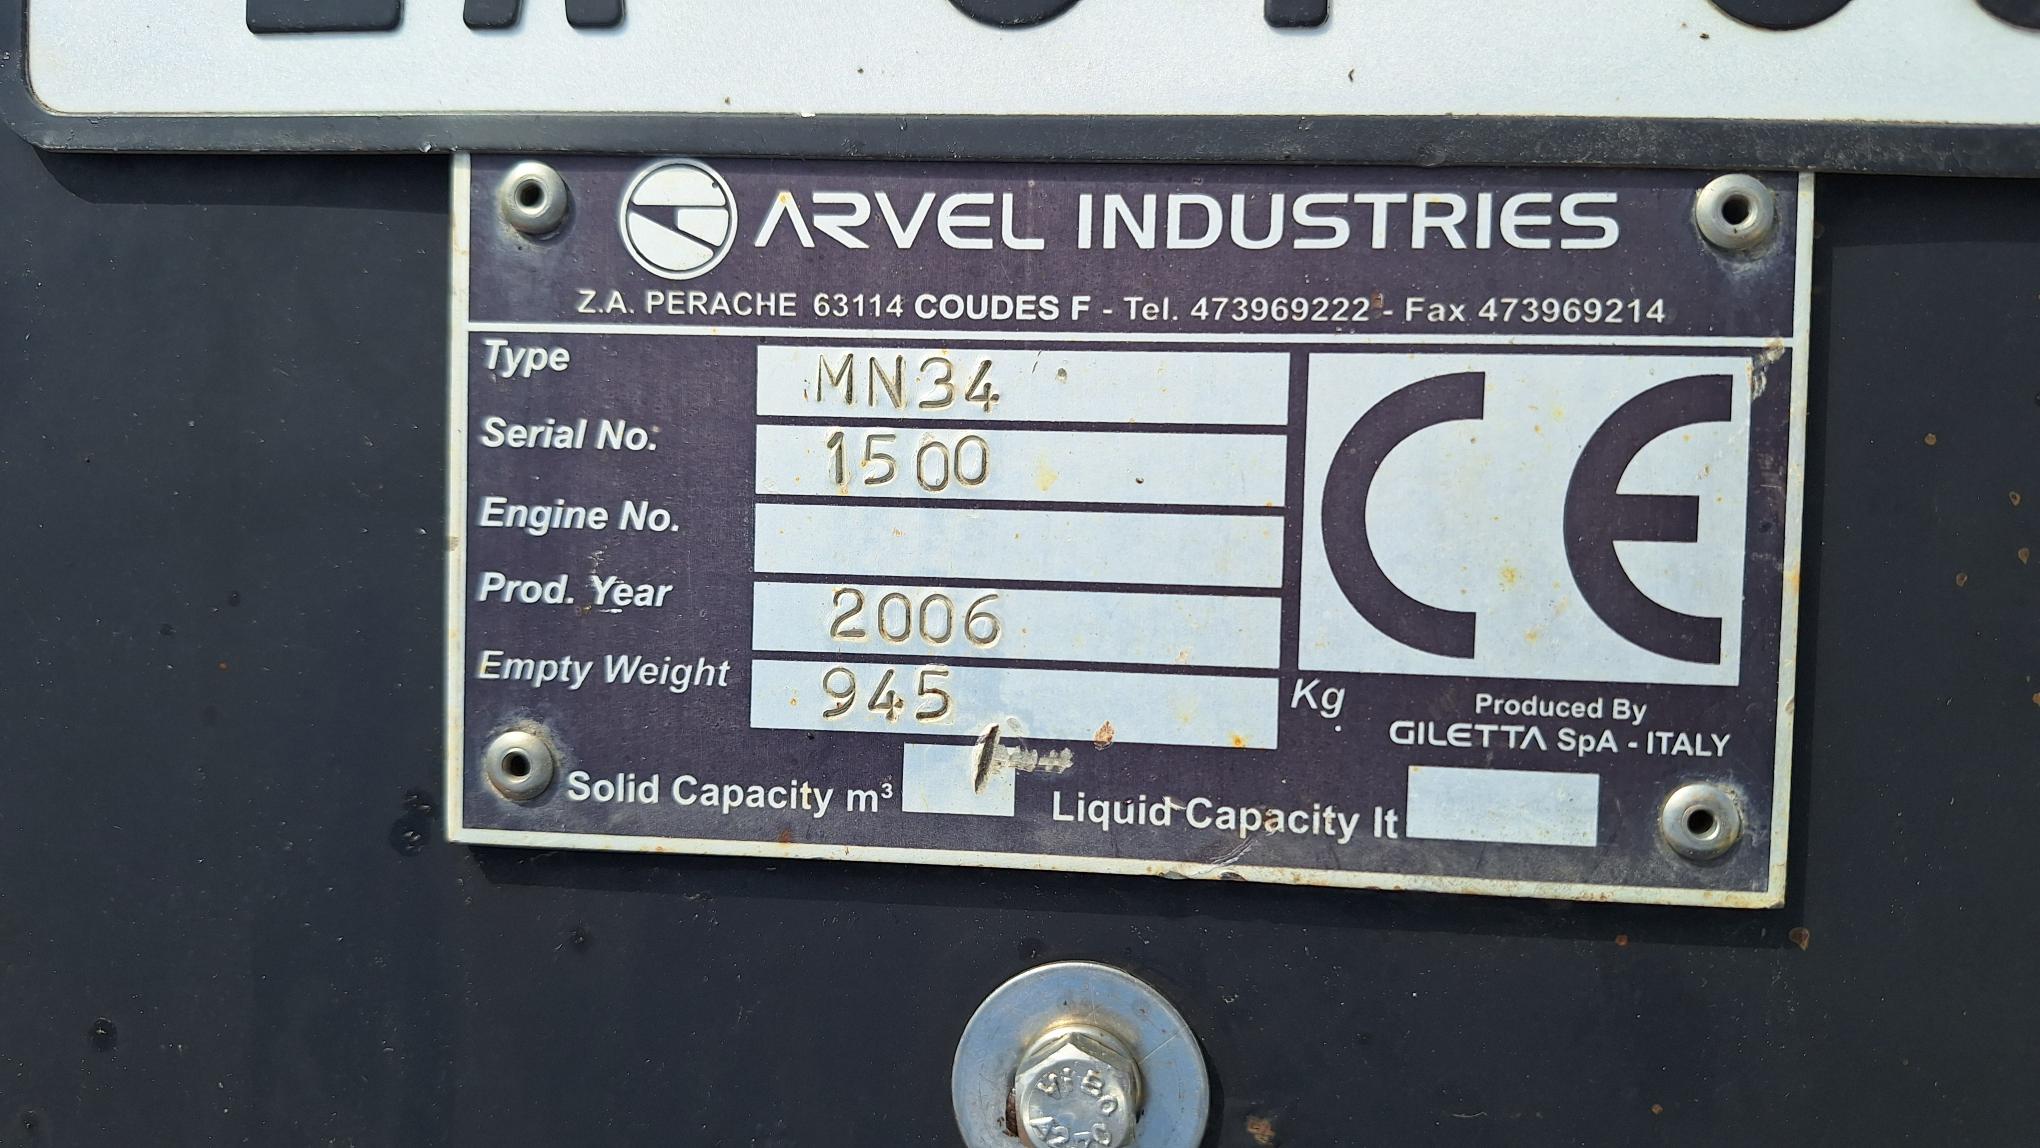 ARVEL INDUSTRIES
Z.A. PERACHE 63114 COUDES F - Tel. 473969222 - Fax 473969214
Type MN34
Serial No. 1500
Engine No.
Prod. Year 2006
Empty Weight 945 Kg
CE
Produced By
GILETTA SpA - ITALY
Solid Capacity m³
Liquid Capacity lt